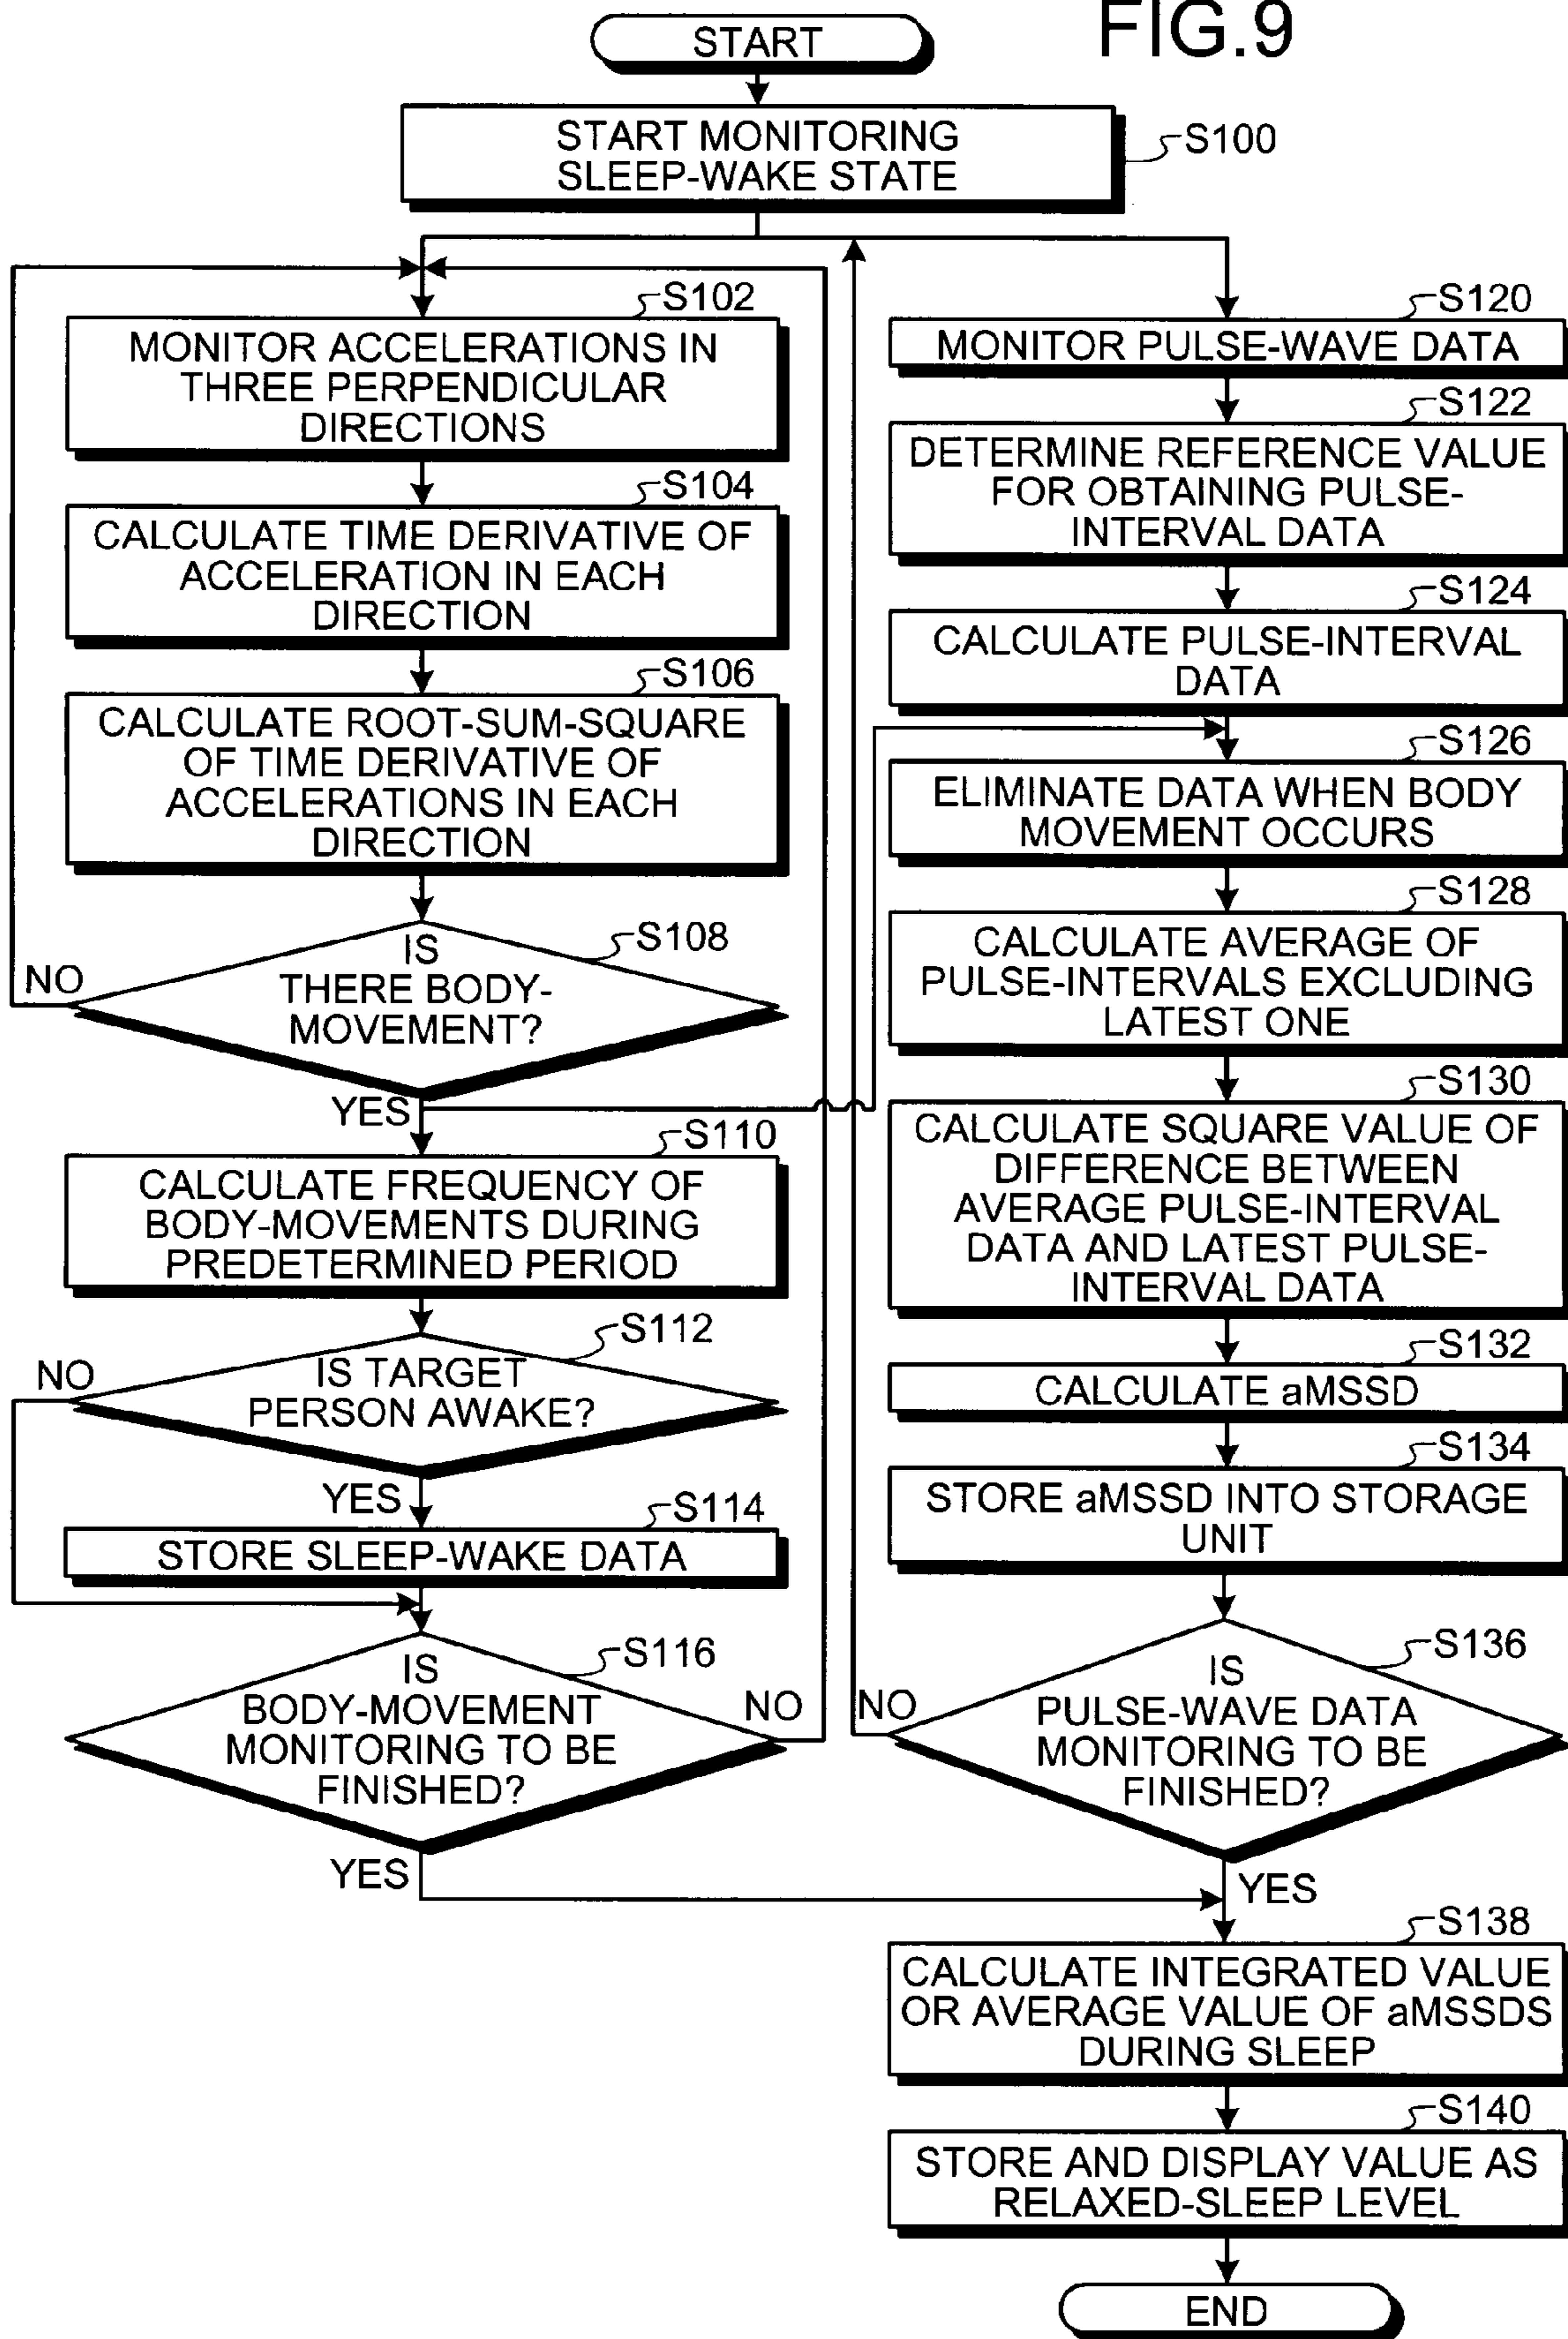 FIG.9
START
START MONITORING
SLEEP-WAKE STATE
S100
S102
MONITOR ACCELERATIONS IN
THREE PERPENDICULAR
DIRECTIONS
S104
CALCULATE TIME DERIVATIVE OF
ACCELERATION IN EACH
DIRECTION
S106
CALCULATE ROOT-SUM-SQUARE
OF TIME DERIVATIVE OF
ACCELERATIONS IN EACH
DIRECTION
S108
IS
THERE BODY-
MOVEMENT?
NO
YES
S110
CALCULATE FREQUENCY OF
BODY-MOVEMENTS DURING
PREDETERMINED PERIOD
S112
IS TARGET
PERSON AWAKE?
NO
YES
S114
STORE SLEEP-WAKE DATA
S116
IS
BODY-MOVEMENT
MONITORING TO BE
FINISHED?
NO
YES
S120
MONITOR PULSE-WAVE DATA
S122
DETERMINE REFERENCE VALUE
FOR OBTAINING PULSE-
INTERVAL DATA
S124
CALCULATE PULSE-INTERVAL
DATA
S126
ELIMINATE DATA WHEN BODY
MOVEMENT OCCURS
S128
CALCULATE AVERAGE OF
PULSE-INTERVALS EXCLUDING
LATEST ONE
S130
CALCULATE SQUARE VALUE OF
DIFFERENCE BETWEEN
AVERAGE PULSE-INTERVAL
DATA AND LATEST PULSE-
INTERVAL DATA
S132
CALCULATE aMSSD
S134
STORE aMSSD INTO STORAGE
UNIT
S136
IS
PULSE-WAVE DATA
MONITORING TO BE
FINISHED?
NO
YES
S138
CALCULATE INTEGRATED VALUE
OR AVERAGE VALUE OF aMSSDS
DURING SLEEP
S140
STORE AND DISPLAY VALUE AS
RELAXED-SLEEP LEVEL
END